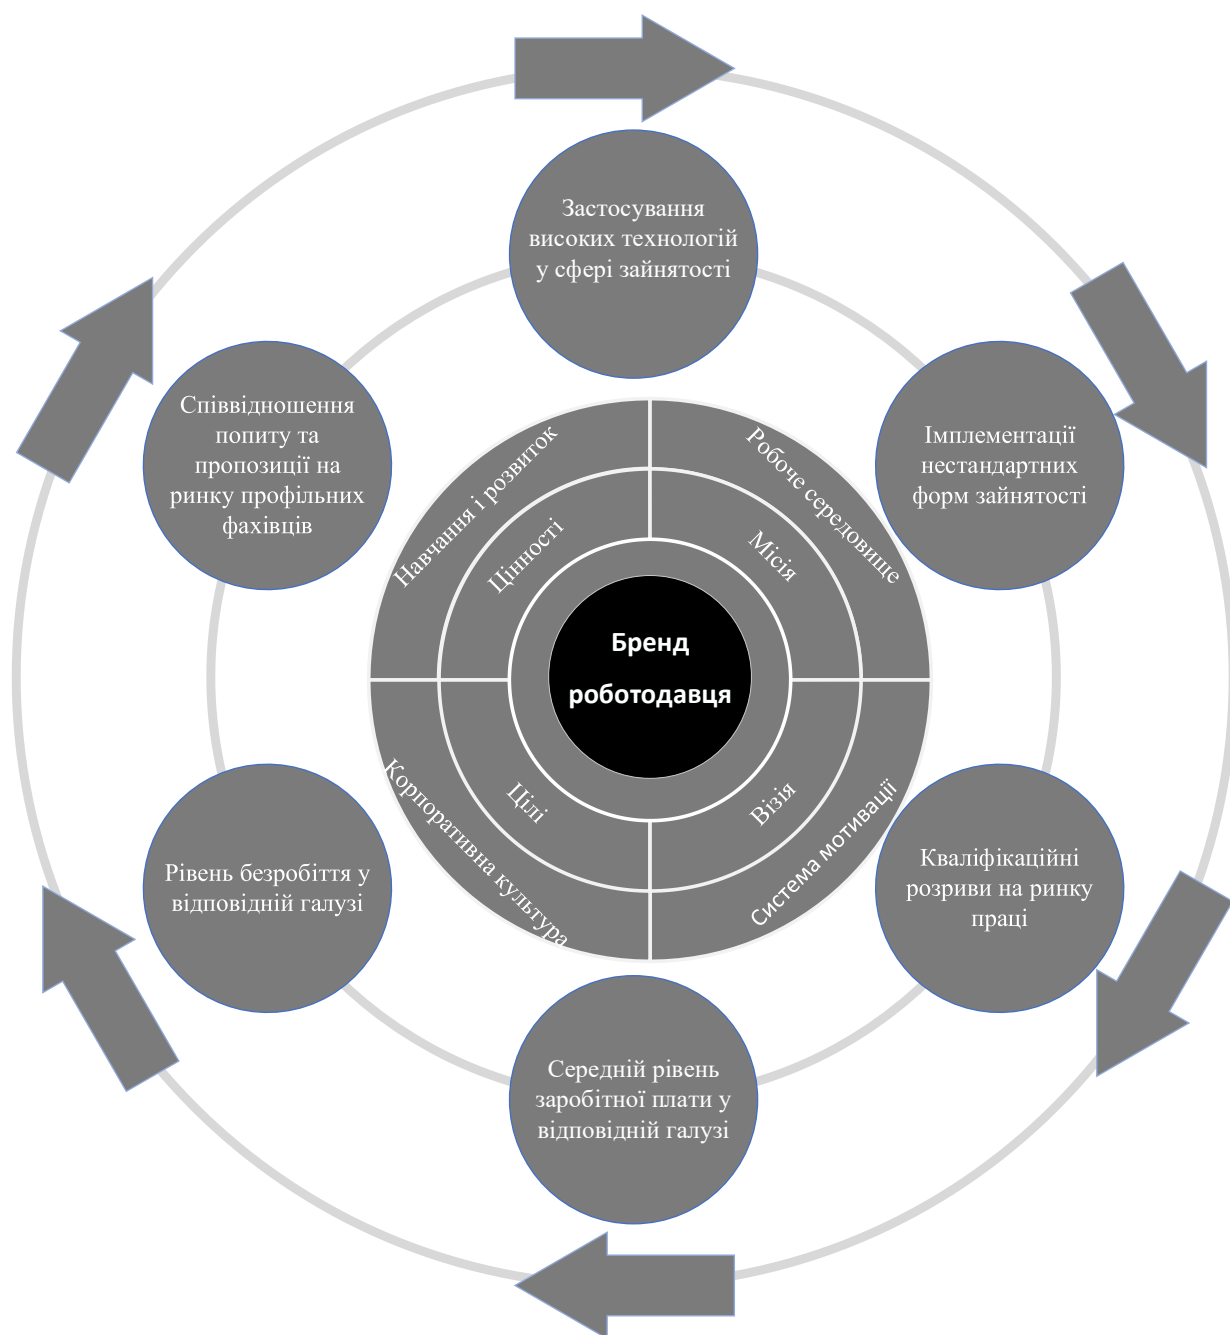 Застосування
високих технологій
у сфері зайнятості
Співвідношення
попиту та
пропозиції на
ринку профільних
фахівців
Імплементації
нестандартних
форм зайнятості
Навчання і розвиток
Робоче середовище
Цінності
Місія
Бренд
роботодавця
Цілі
Візія
Корпоративна культура
Система мотивації
Рівень безробіття у
відповідній галузі
Кваліфікаційні
розриви на ринку
праці
Середній рівень
заробітної плати у
відповідній галузі